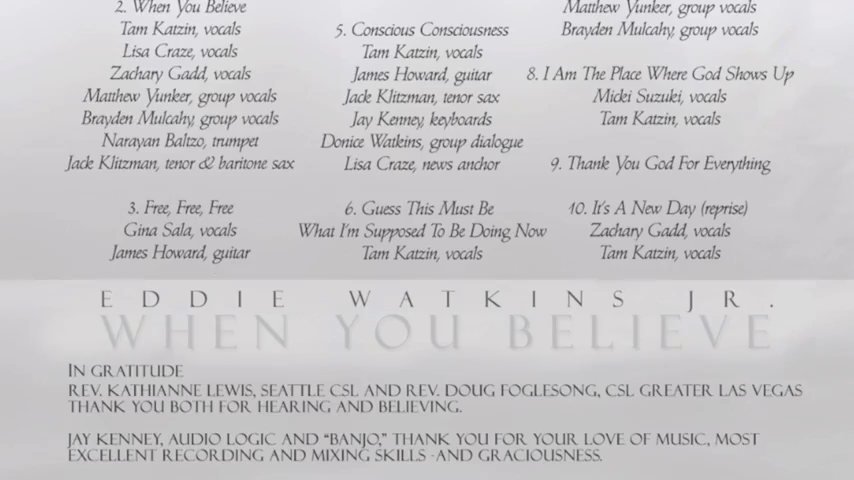 2. When You Believe
Tam Katzin, vocals
Lisa Craze, vocals
Zachary Gadd, vocals
Matthew Yunker, group vocals
Brayden Mulcahy, group vocals
Narayan Baltzo, trumpet
Jack Klitzman, tenor & baritone sax
3. Free, Free, Free
Gina Sala, vocals
James Howard, guitar
5. Conscious Consciousness
Tam Katzin, vocals
James Howard, guitar
Jack Klitzman, tenor sax
Jay Kenney, keyboards
Donice Watkins, group dialogue
Lisa Craze, news anchor
6. Guess This Must Be
What I'm Supposed To Be Doing Now
Tam Katzin, vocals
Matthew Yunker, group vocals
Brayden Mulcahy, group vocals
8. I Am The Place Where God Shows Up
Midei Suzuki, vocals
Tam Katzin, vocals
9. Thank You God For Everything
10. It's A New Day (reprise)
Zachary Gadd, vocals
Tam Katzin, vocals
EDDIE WATKINS JR.
WHEN YOU BELIEVE
IN GRATITUDE
REV. KATHIANNE LEWIS, SEATTLE CSL AND REV. DOUG FOGLESONG, CSL GREATER LAS VEGAS
THANK YOU BOTH FOR HEARING AND BELIEVING.
JAY KENNEY, AUDIO LOGIC AND “BANJO,” THANK YOU FOR YOUR LOVE OF MUSIC, MOST
EXCELLENT RECORDING AND MIXING SKILLS -AND GRACIOUSNESS.